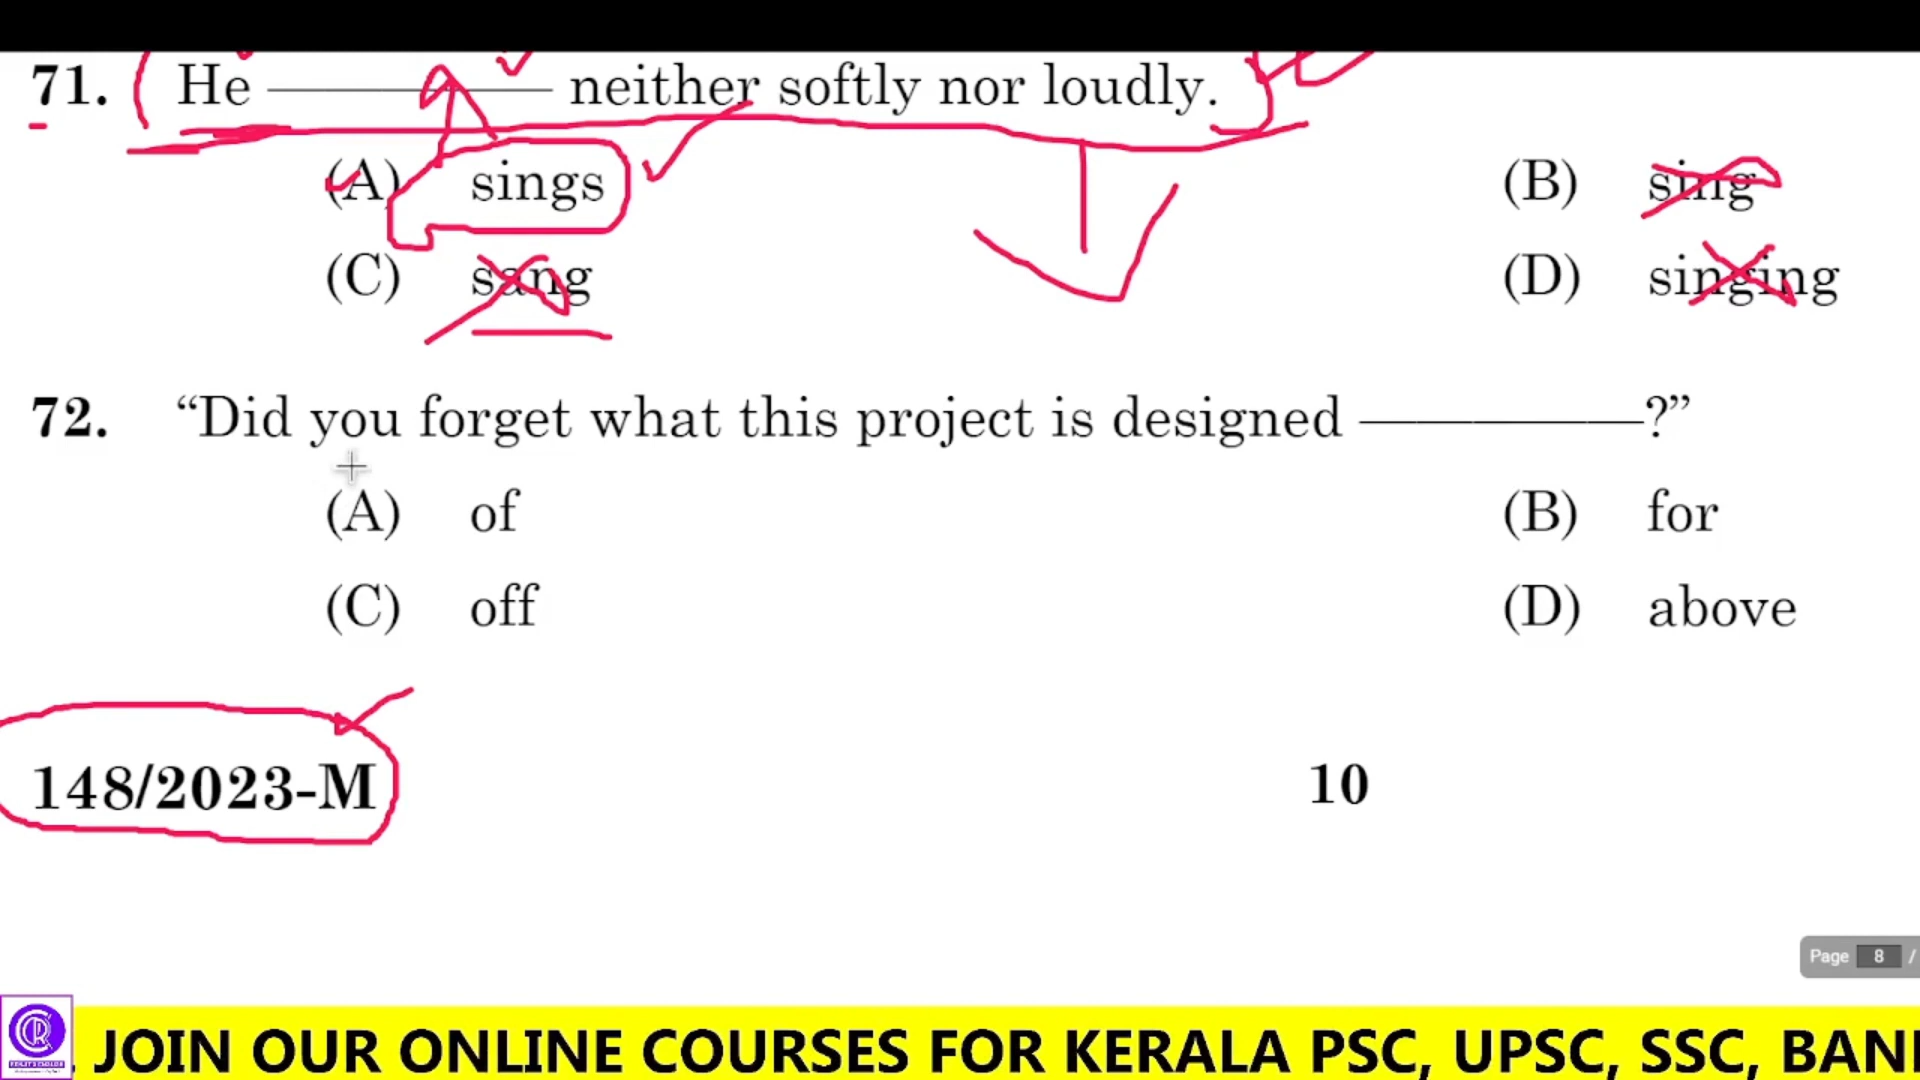 71. He ———— neither softly nor loudly.
(A) sings (B) sing
(C) sang (D) singing
72. “Did you forget what this project is designed ————?”
(A) of (B) for
(C) off (D) above
148/2023-M 10
Page 8 /
JOIN OUR ONLINE COURSES FOR KERALA PSC, UPSC, SSC, BAN